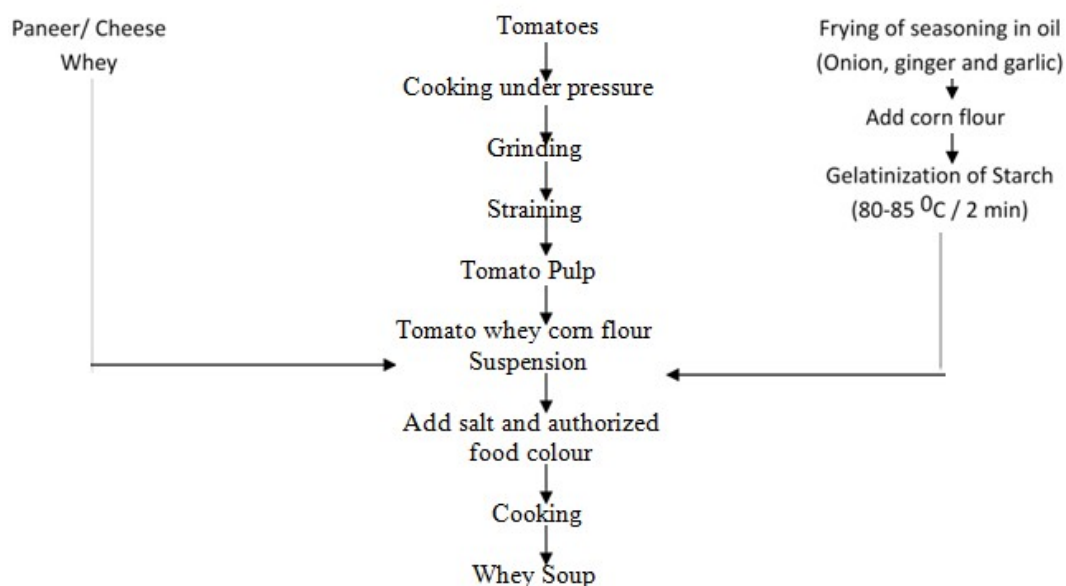 Paneer/ Cheese
Whey
Tomatoes
Cooking under pressure
Grinding
Straining
Tomato Pulp
Tomato whey corn flour
Suspension
Add salt and authorized
food colour
Cooking
Whey Soup
Frying of seasoning in oil
(Onion, ginger and garlic)
Add corn flour
Gelatinization of Starch
(80-85 ⁰C / 2 min)